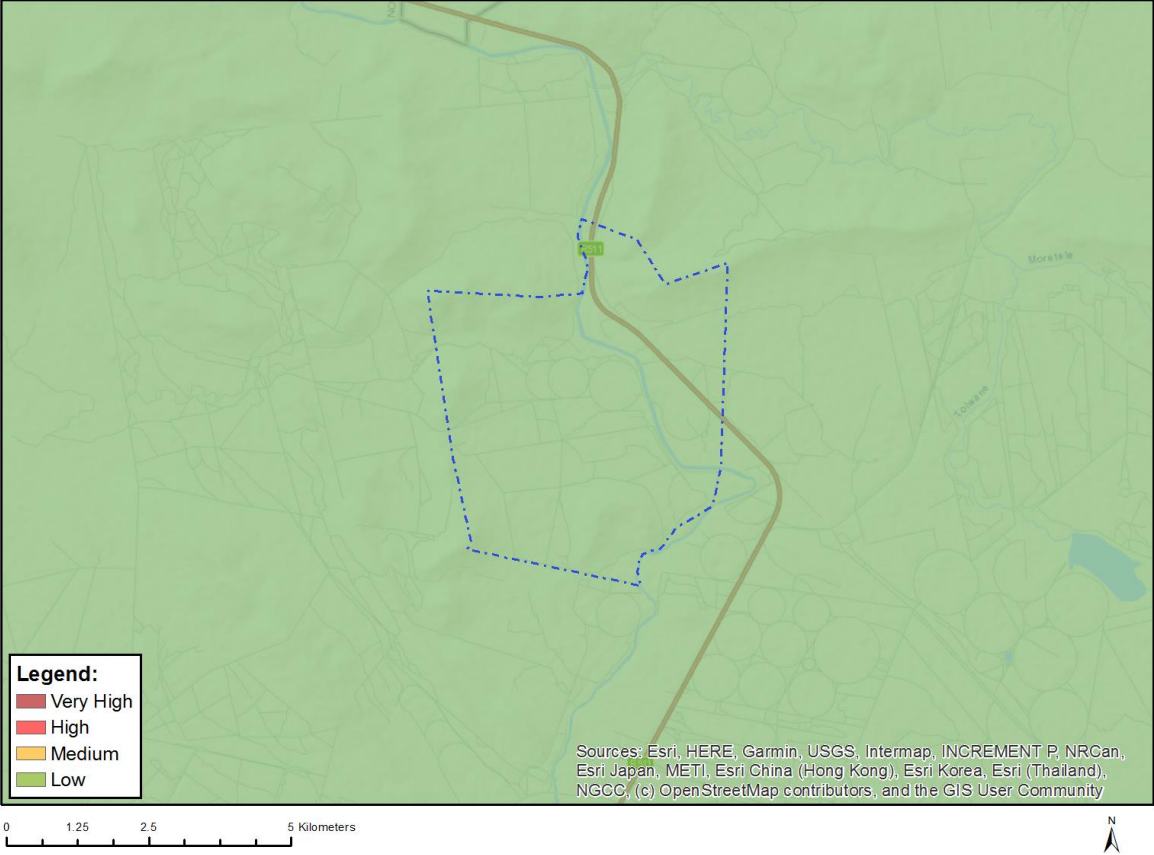 R511
Moretele
Tolwane
Legend:
Very High
High
Medium
Low
Sources: Esri, HERE, Garmin, USGS, Intermap, INCREMENT P, NRCan,
Esri Japan, METI, Esri China (Hong Kong), Esri Korea, Esri (Thailand),
NGCC, (c) OpenStreetMap contributors, and the GIS User Community
0 1.25 2.5 5 Kilometers
N